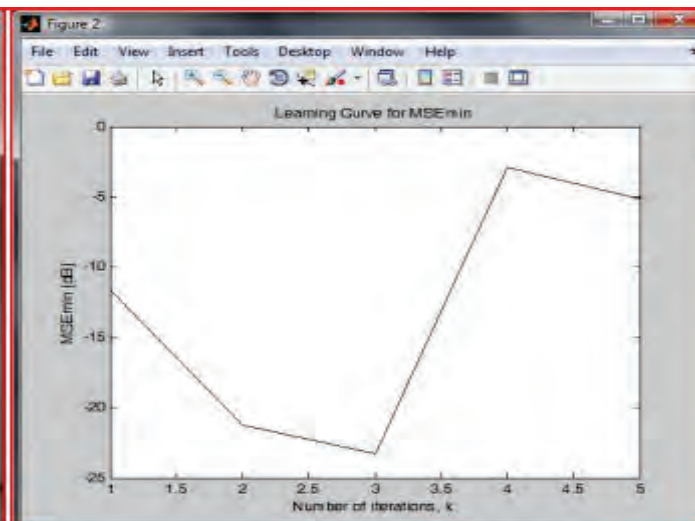 Figure 2
File Edit View Insert Tools Desktop Window Help
Learning Curve for MSEmin
0
-5
-10
-15
-20
-25
MSEmin [dB]
1 1.5 2 2.5 3 3.5 4 4.5 5
Number of iterations, k